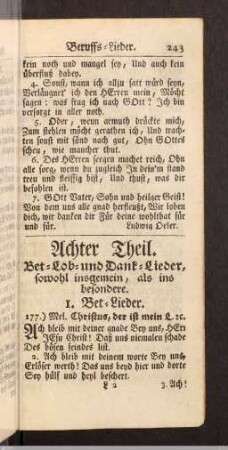 Beruffs-Lieder. 243
kein noth und mangel sey, Und auch kein
überfluß dabey.
4. Sonst, wann ich allzu satt würd seyn,
Verläugnet ich den HErren mein, Möcht
sagen: was frag ich nach GOtt? Ich bin
versorgt in aller noth.
5. Oder, wenn armuth drückte mich,
Zum stehlen möcht gerathen ich, Und trach-
ten sonst mit sünd nach gut, Ohn GOttes
scheu, wie mancher thut.
6. Des HErren seegen machet reich, Ohn
alle sorg, wenn du zugleich In dein'm stand
treu und fleissig bist, Und thust, was dir
befohlen ist.
7. GOtt Vater, Sohn und heilger Geist!
Von dem uns alle gnad herfleußt, Wir loben
dich, wir danken dir Für deine wohlthat für
und für. Ludwig Oeler.
Achter Theil.
Bet-Lob- und Dank-Lieder,
sowohl insgemein, als ins
besondere.
1. Bet-Lieder.
177.) Mel. Christus, der ist mein L. ꝛc.
Ach bleib mit deiner gnade Bey uns, HErr
JEsu Christ! Daß uns niemalen schade
Des bösen feindes list.
2. Ach bleib mit deinem worte Bey uns,
Erlöser werth! Das uns beyd hier und dorte
Sey hülf und heyl beschert.
L 2 3. Ach!